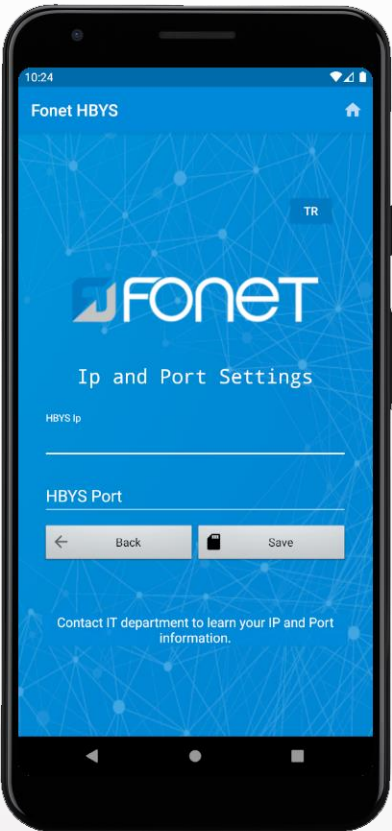 10:24
Fonet HBYS
TR
FONET
Ip and Port Settings
HBYS Ip
HBYS Port
Back
Save
Contact IT department to learn your IP and Port
information.